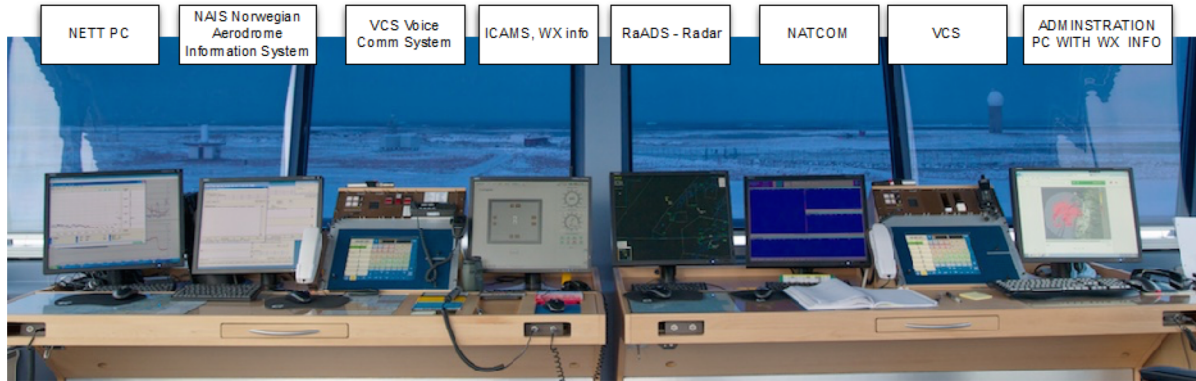 NETT PC
NAIS Norwegian
Aerodrome
Information System
VCS Voice
Comm System
ICAMS, WX info
RaADS - Radar
NATCOM
VCS
ADMINSTRATION
PC WITH WX INFO